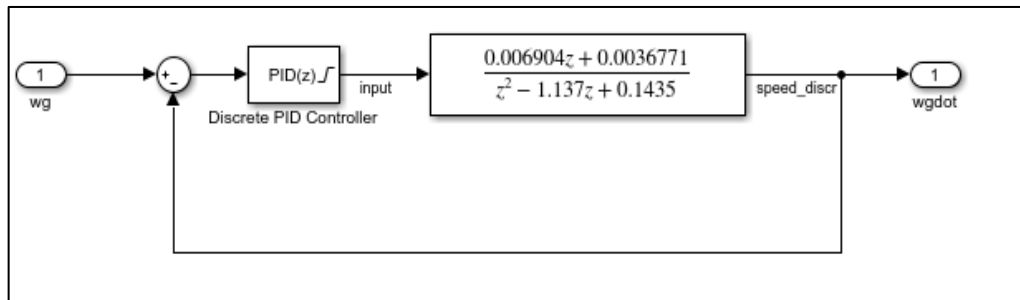 1
wg
+
−
PID(z)
Discrete PID Controller
input
0.006904z + 0.0036771
z² − 1.137z + 0.1435
speed_discr
1
wgdot